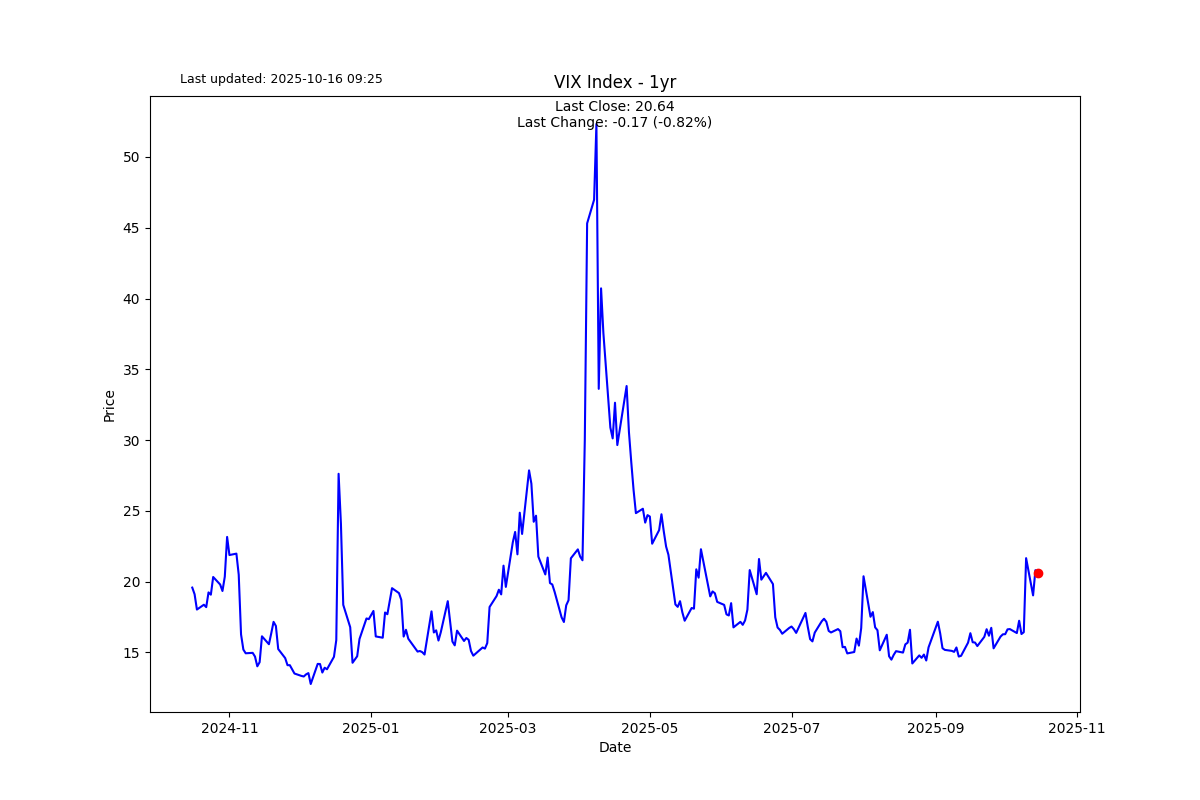 Last updated: 2025-10-16 09:25
VIX Index - 1yr
Last Close: 20.64
Last Change: -0.17 (-0.82%)
Price
50
45
40
35
30
25
20
15
2024-11 2025-01 2025-03 2025-05 2025-07 2025-09 2025-11
Date